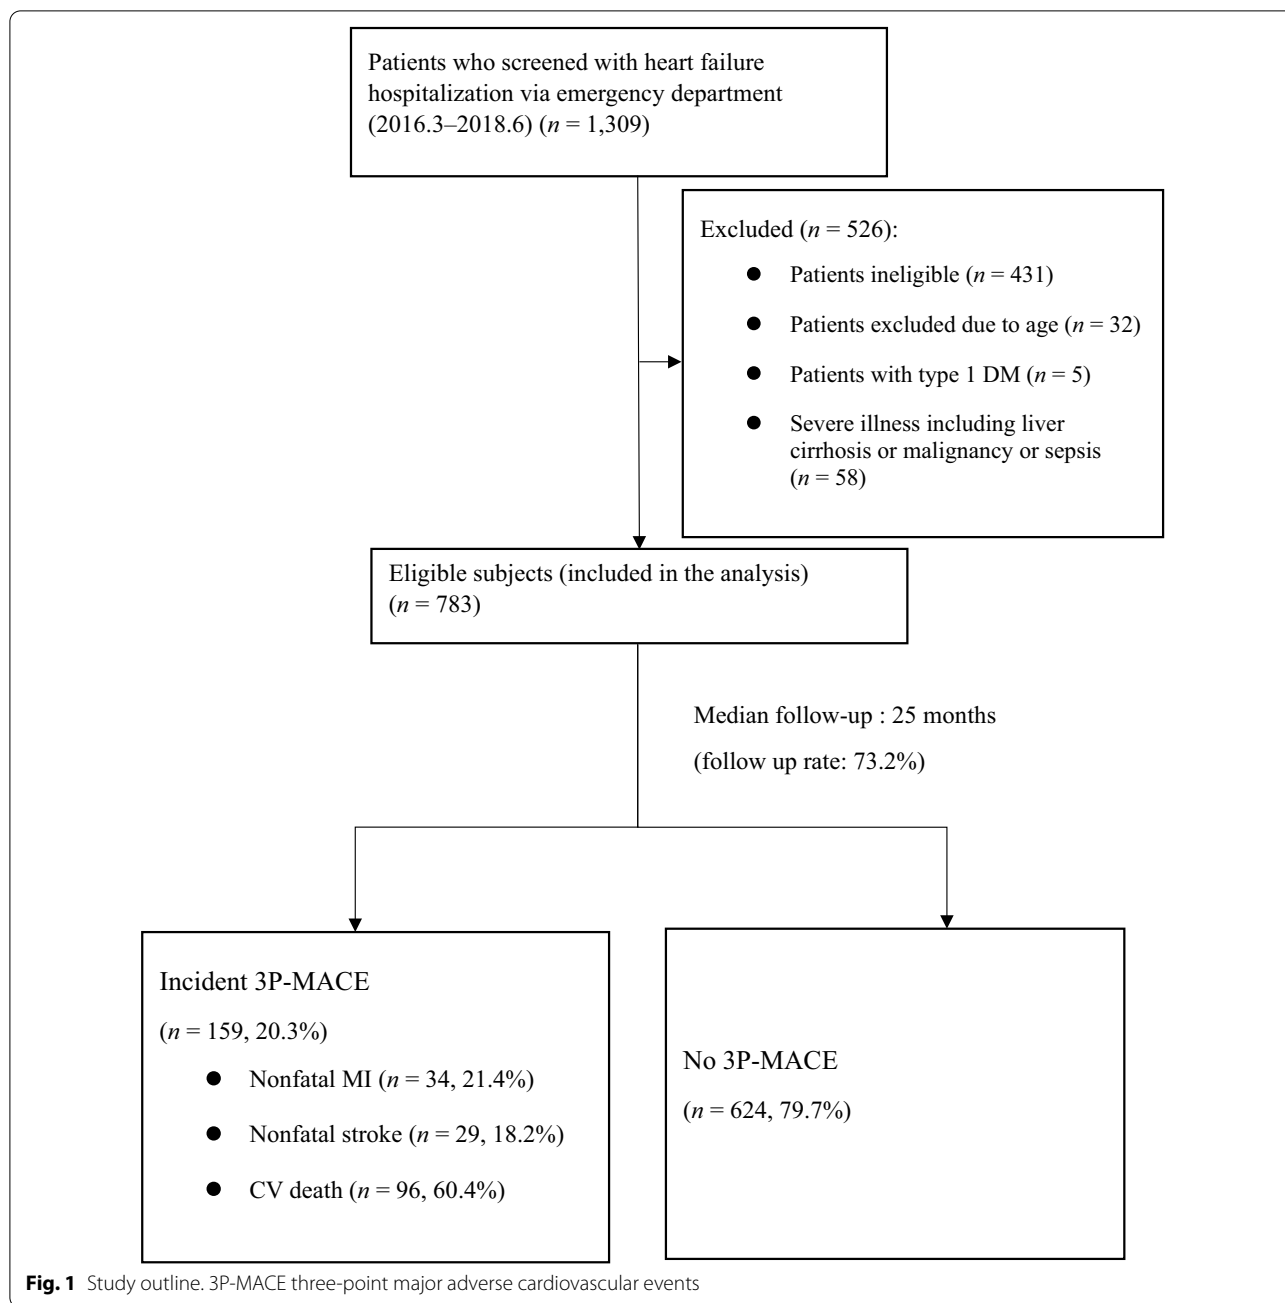 Patients who screened with heart failure
hospitalization via emergency department
(2016.3–2018.6) (n = 1,309)
Excluded (n = 526):
● Patients ineligible (n = 431)
● Patients excluded due to age (n = 32)
● Patients with type 1 DM (n = 5)
● Severe illness including liver
cirrhosis or malignancy or sepsis
(n = 58)
Eligible subjects (included in the analysis)
(n = 783)
Median follow-up : 25 months
(follow up rate: 73.2%)
Incident 3P-MACE
(n = 159, 20.3%)
● Nonfatal MI (n = 34, 21.4%)
● Nonfatal stroke (n = 29, 18.2%)
● CV death (n = 96, 60.4%)
No 3P-MACE
(n = 624, 79.7%)
Fig. 1 Study outline. 3P-MACE three-point major adverse cardiovascular events